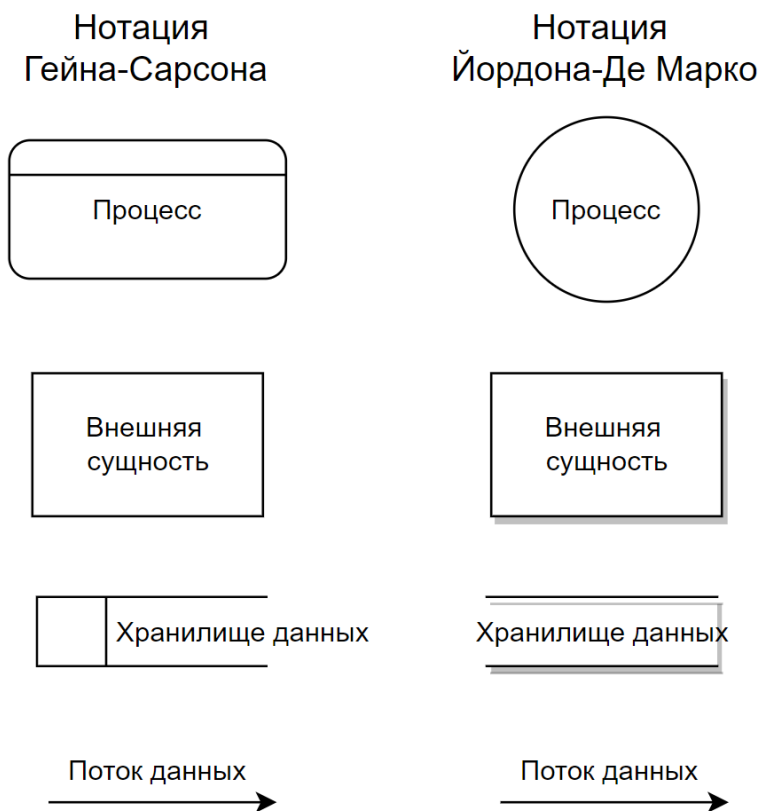 Нотация
Гейна-Сарсона
Нотация
Йордона-Де Марко
Процесс
Процесс
Внешняя
сущность
Внешняя
сущность
Хранилище данных
Хранилище данных
Поток данных
Поток данных